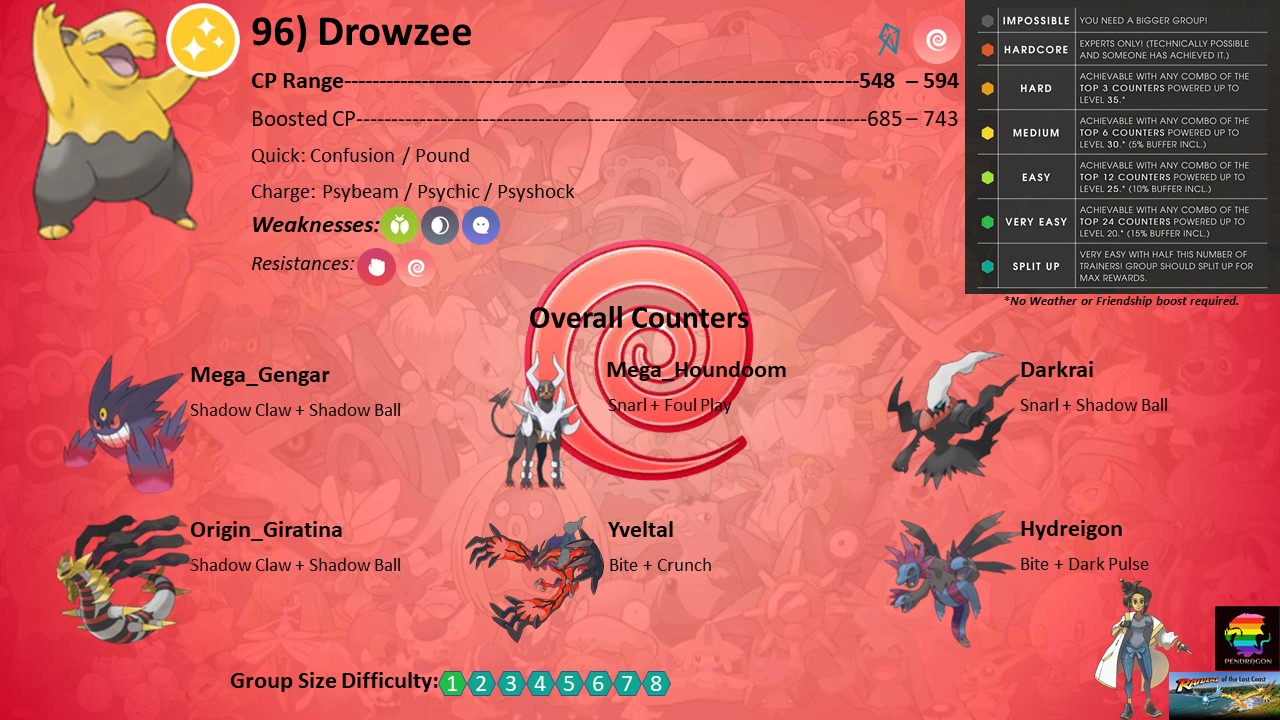 96) Drowzee
CP Range--------------------------------------------------------------------------548 – 594
Boosted CP-------------------------------------------------------------------------685 – 743
Quick: Confusion / Pound
Charge: Psybeam / Psychic / Psyshock
Weaknesses:
Resistances:
IMPOSSIBLE YOU NEED A BIGGER GROUP!
HARDCORE EXPERTS ONLY! (TECHNICALLY POSSIBLE
AND SOMEONE HAS ACHIEVED IT.)
HARD ACHIEVABLE WITH ANY COMBO OF THE
TOP 3 COUNTERS POWERED UP TO
LEVEL 35.*
MEDIUM ACHIEVABLE WITH ANY COMBO OF THE
TOP 6 COUNTERS POWERED UP TO
LEVEL 30.* (5% BUFFER INCL.)
EASY ACHIEVABLE WITH ANY COMBO OF THE
TOP 12 COUNTERS POWERED UP TO
LEVEL 25.* (10% BUFFER INCL.)
VERY EASY ACHIEVABLE WITH ANY COMBO OF THE
TOP 24 COUNTERS POWERED UP TO
LEVEL 20.* (15% BUFFER INCL.)
SPLIT UP VERY EASY WITH HALF THIS NUMBER OF
TRAINERS! GROUP SHOULD SPLIT UP FOR
MAX REWARDS.
*No Weather or Friendship boost required.
Overall Counters
Mega_Gengar
Shadow Claw + Shadow Ball
Mega_Houndoom
Snarl + Foul Play
Darkrai
Snarl + Shadow Ball
Origin_Giratina
Shadow Claw + Shadow Ball
Yveltal
Bite + Crunch
Hydreigon
Bite + Dark Pulse
Group Size Difficulty: 1 2 3 4 5 6 7 8
PENDRAGON
RAIDERS of the Lost Coast